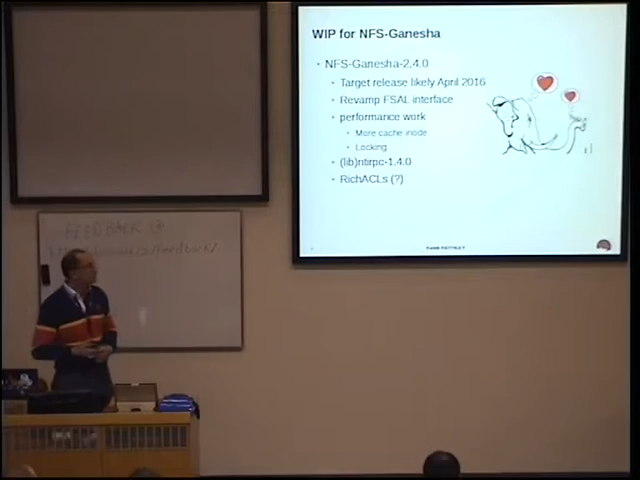 WIP for NFS-Ganesha
NFS-Ganesha-2.4.0
Target release likely April 2016
Revamp FSAL interface
performance work
More cache inode
Locking
(lib)ntirpc-1.4.0
RichACLs (?)
FEEDBACK @